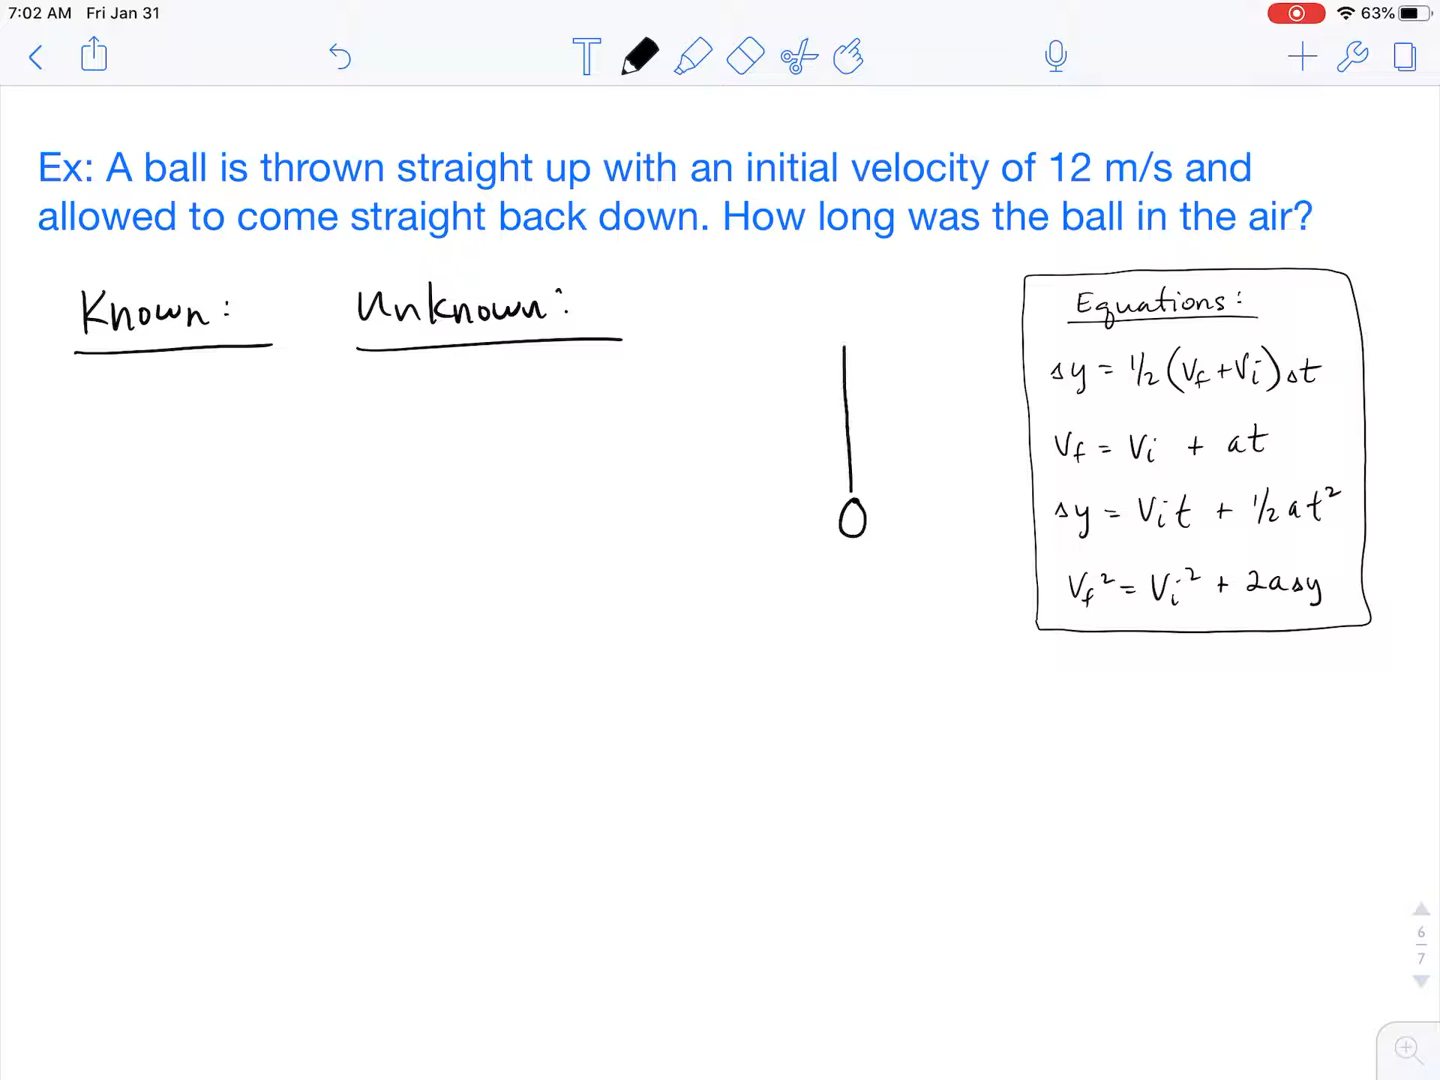 7:02 AM Fri Jan 31
63%
T
Ex: A ball is thrown straight up with an initial velocity of 12 m/s and
allowed to come straight back down. How long was the ball in the air?
Known: Unknown:
Equations:
Δy = 1/2 (Vf + Vi) Δt
Vf = Vi + at
Δy = Vit + 1/2 at²
Vf² = Vi² + 2aΔy
6
7